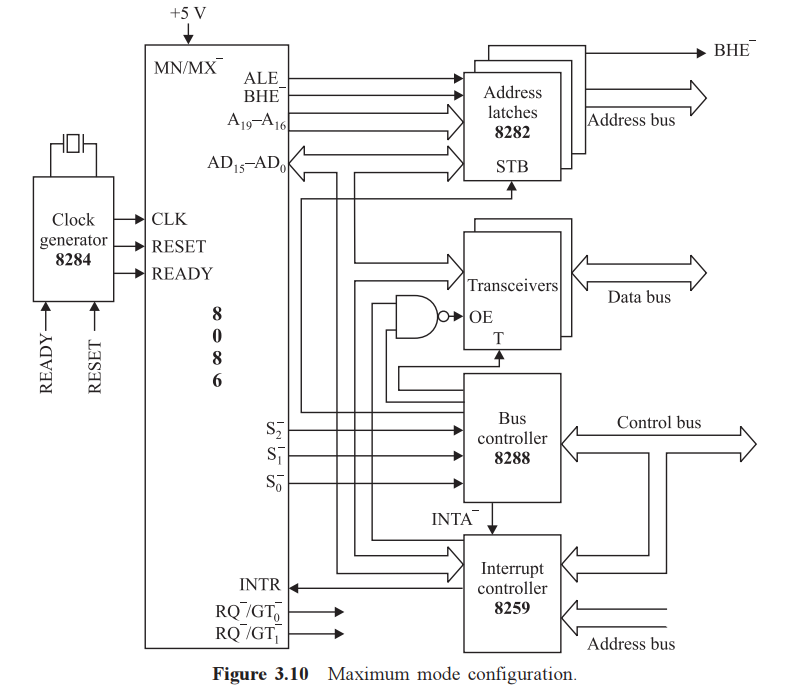 +5 V
MN/MX¯
ALE
BHE¯
A19–A16
AD15–AD0
BHE¯
Address
latches
8282
STB
Address bus
Clock
generator
8284
CLK
RESET
READY
READY
RESET
8
0
8
6
Transceivers
OE
T
Data bus
S2¯
S1¯
S0¯
Bus
controller
8288
Control bus
INTA¯
INTR
RQ¯/GT0¯
RQ¯/GT1¯
Interrupt
controller
8259
Address bus
Figure 3.10 Maximum mode configuration.